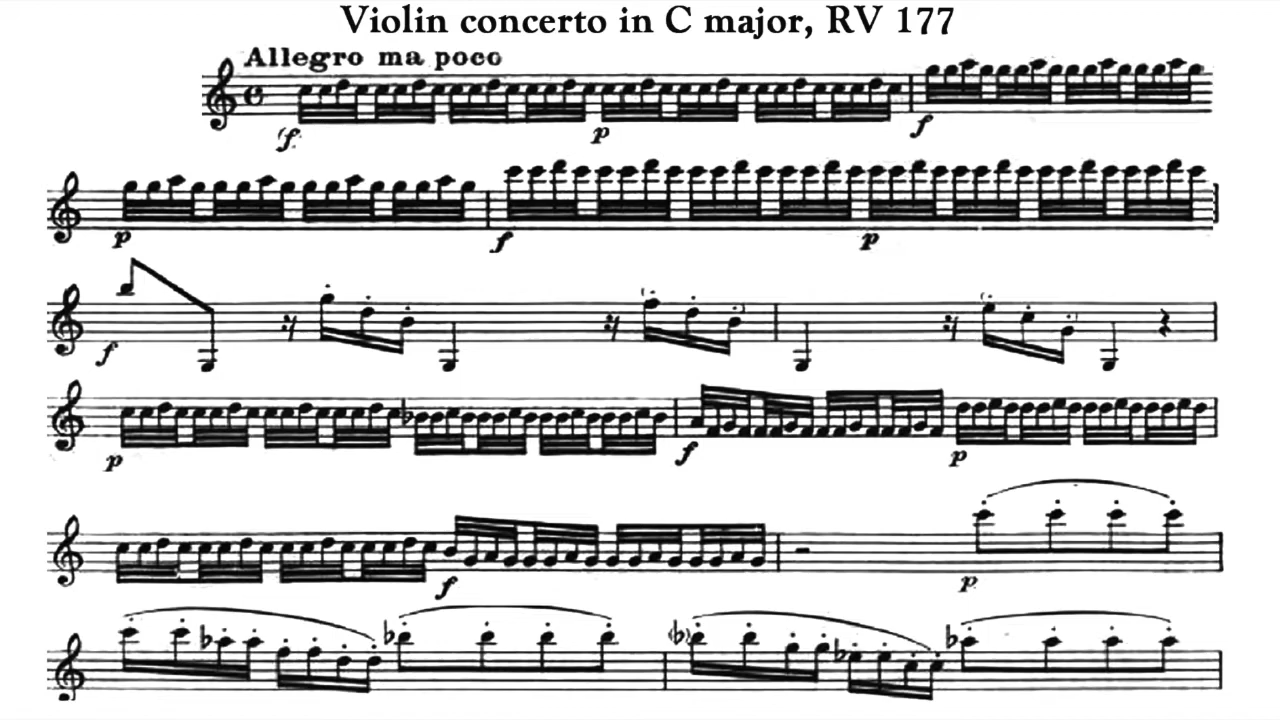 Violin concerto in C major, RV 177
Allegro ma poco
(f p f
p f p
f
p f p
f p